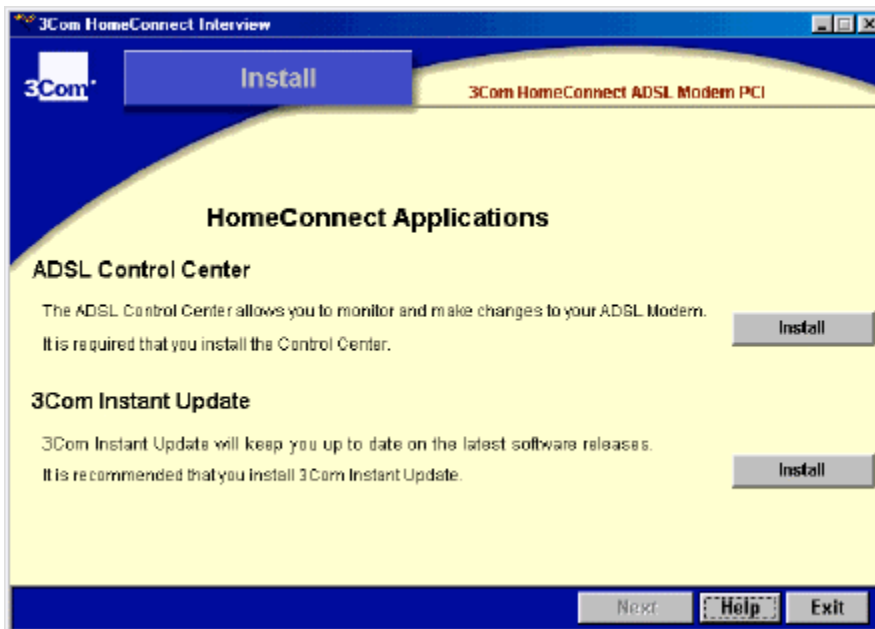 3Com HomeConnect Interview
3Com
Install
3Com HomeConnect ADSL Modem PCI
HomeConnect Applications
ADSL Control Center
The ADSL Control Center allows you to monitor and make changes to your ADSL Modem.
It is required that you install the Control Center.
Install
3Com Instant Update
3Com Instant Update will keep you up to date on the latest software releases.
It is recommended that you install 3Com Instant Update.
Install
Next
Help
Exit